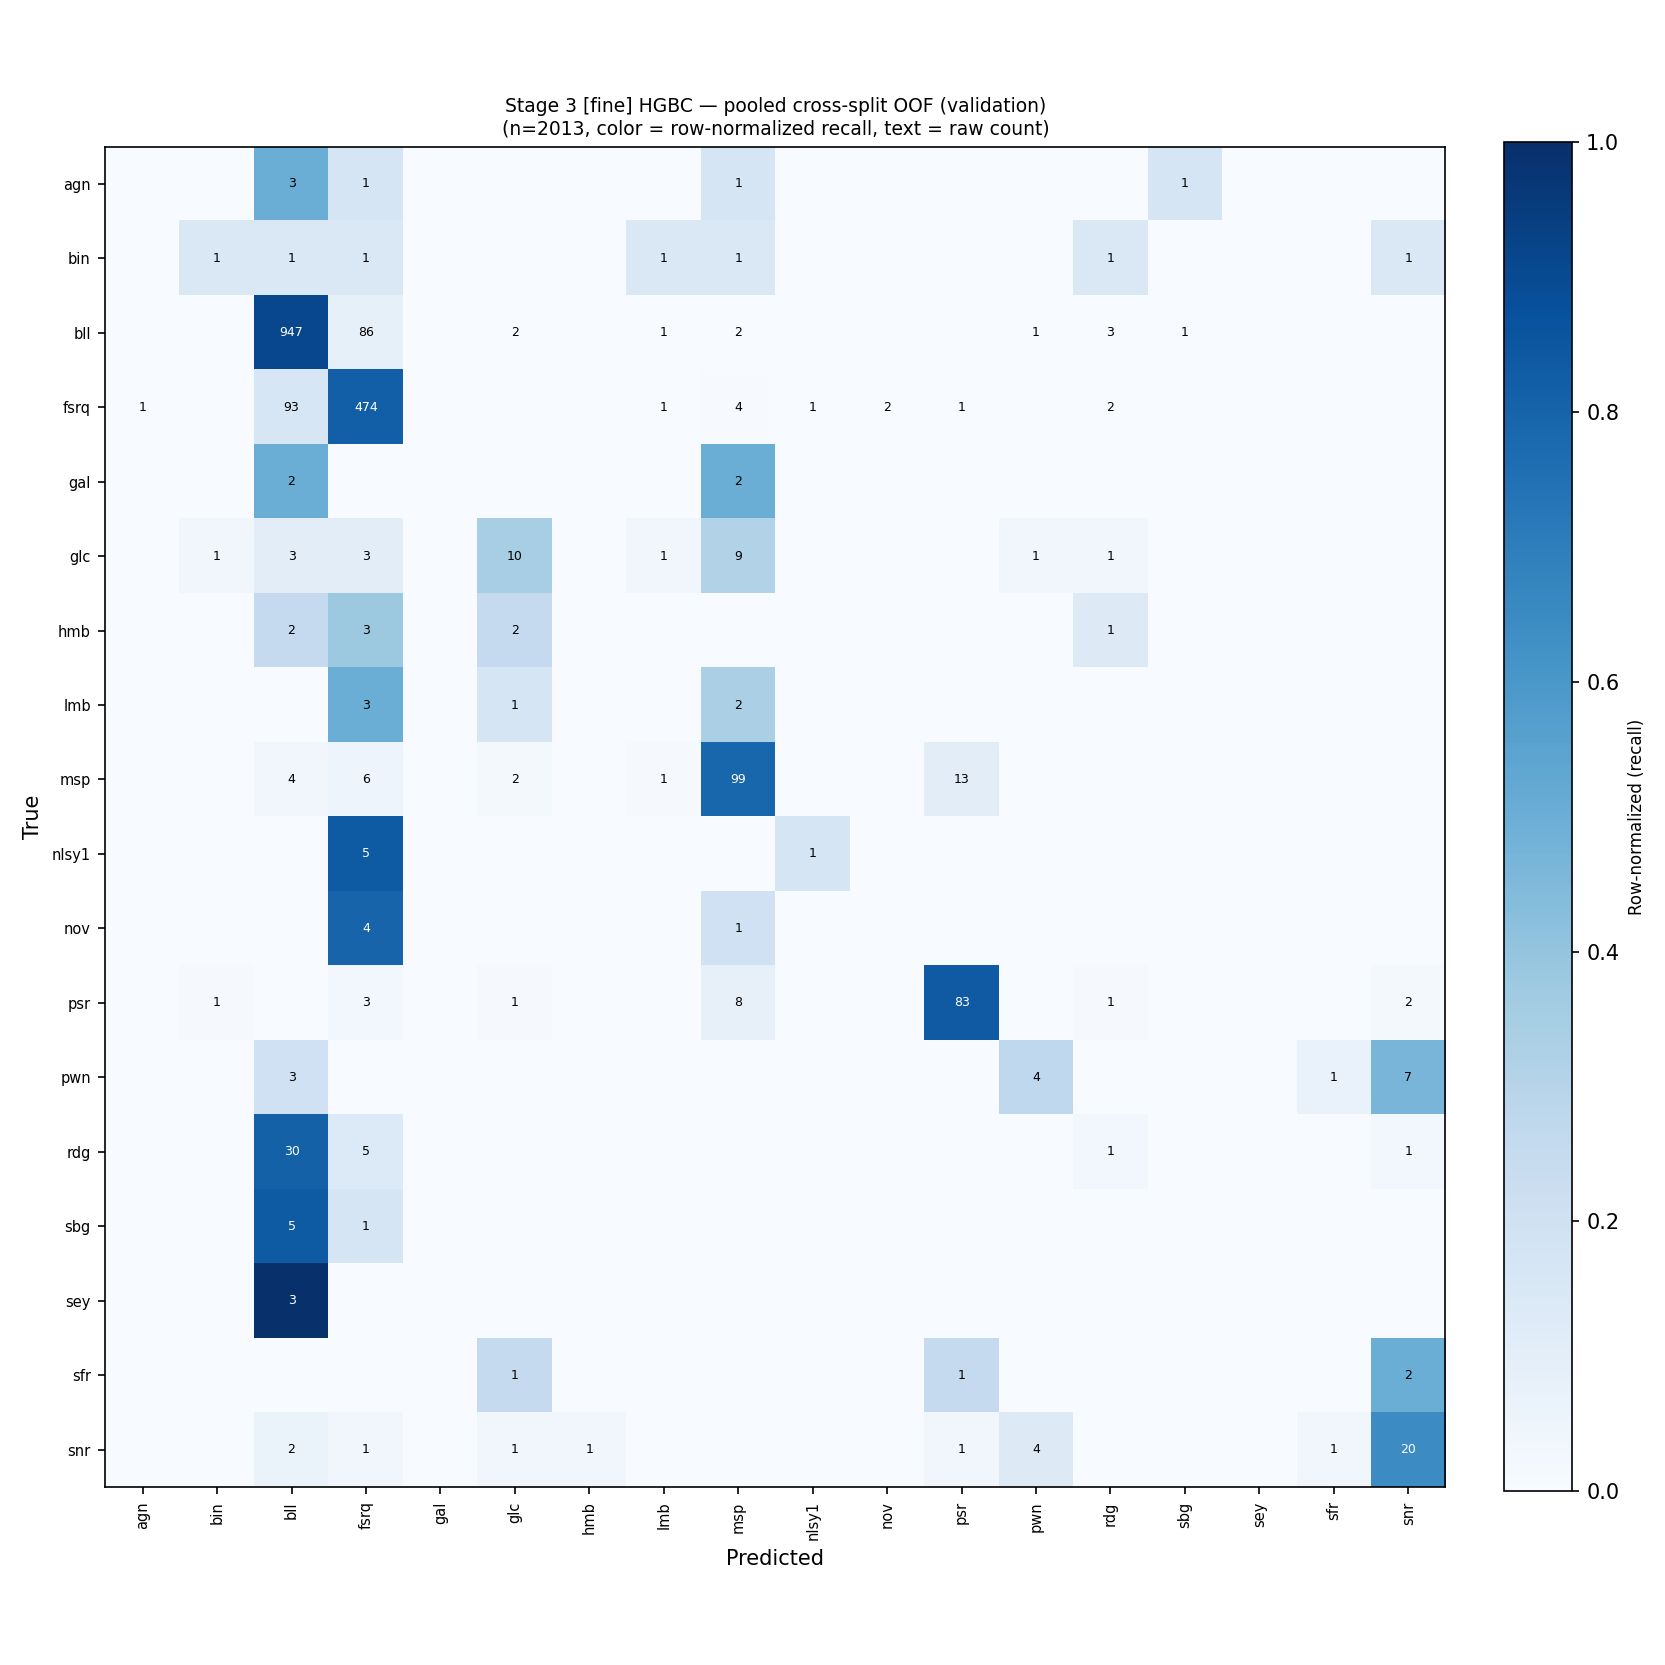 Stage 3 [fine] HGBC — pooled cross-split OOF (validation)
(n=2013, color = row-normalized recall, text = raw count)
True
agn 3 1 1 1
bin 1 1 1 1 1 1 1
bll 947 86 2 1 2 1 3 1
fsrq 1 93 474 1 4 1 2 1 2
gal 2 2
glc 1 3 3 10 1 9 1 1
hmb 2 3 2 1
lmb 3 1 2
msp 4 6 2 1 99 13
nlsy1 5 1
nov 4 1
psr 1 3 1 8 83 1 2
pwn 3 4 1 7
rdg 30 5 1 1
sbg 5 1
sey 3
sfr 1 1 2
snr 2 1 1 1 1 4 1 20
agn bin bll fsrq gal glc hmb lmb msp nlsy1 nov psr pwn rdg sbg sey sfr snr
Predicted
1.0
0.8
0.6
0.4
0.2
0.0
Row-normalized (recall)